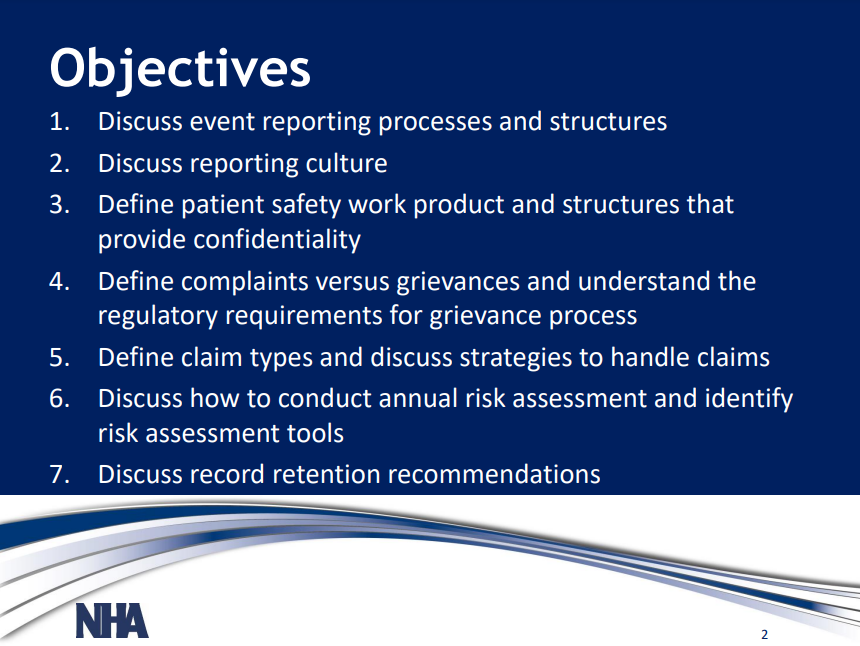 Objectives
1. Discuss event reporting processes and structures
2. Discuss reporting culture
3. Define patient safety work product and structures that
provide confidentiality
4. Define complaints versus grievances and understand the
regulatory requirements for grievance process
5. Define claim types and discuss strategies to handle claims
6. Discuss how to conduct annual risk assessment and identify
risk assessment tools
7. Discuss record retention recommendations
NHA
2